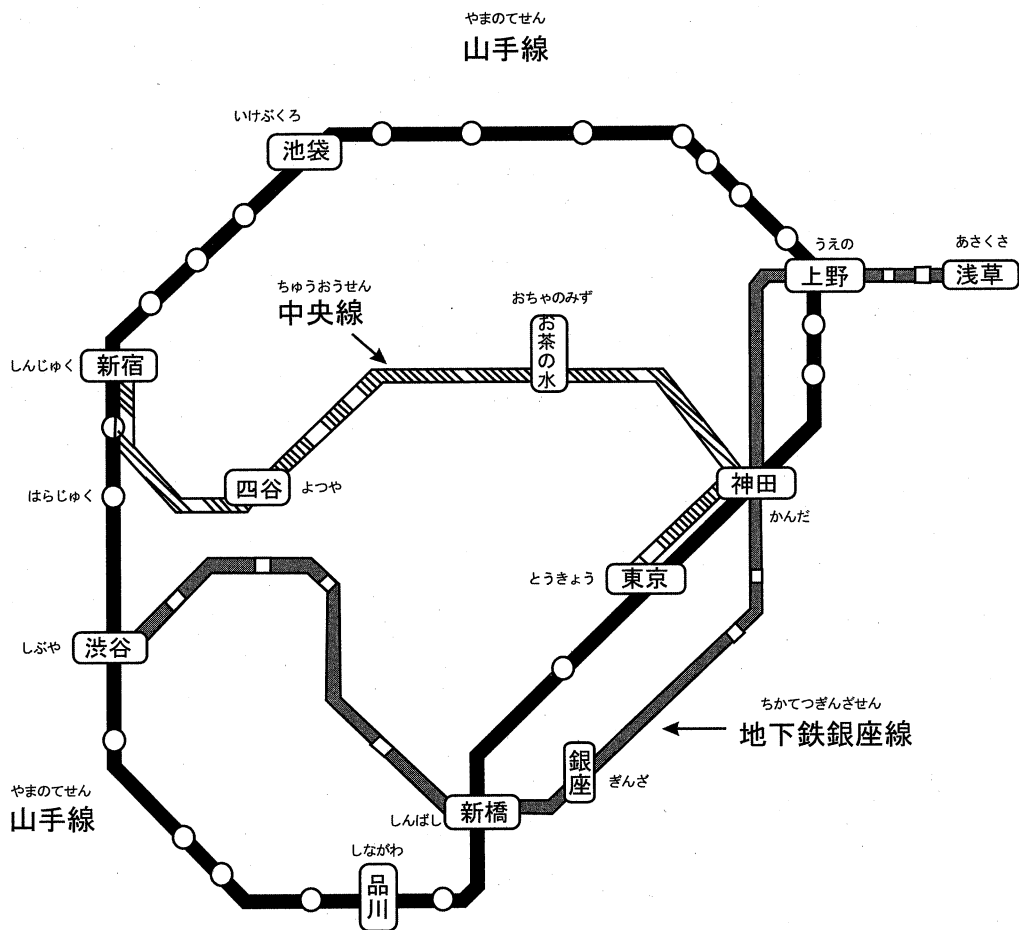 やまのてせん
山手線
いけぶくろ
池袋
うえの
上野
あさくさ
浅草
ちゅうおうせん
中央線
おちゃのみず
お茶の水
しんじゅく
新宿
四谷
よつや
神田
かんだ
はらじゅく
とうきょう
東京
しぶや
渋谷
ちかてつぎんざせん
地下鉄銀座線
銀座
ぎんざ
やまのてせん
山手線
しんばし
新橋
しながわ
品川